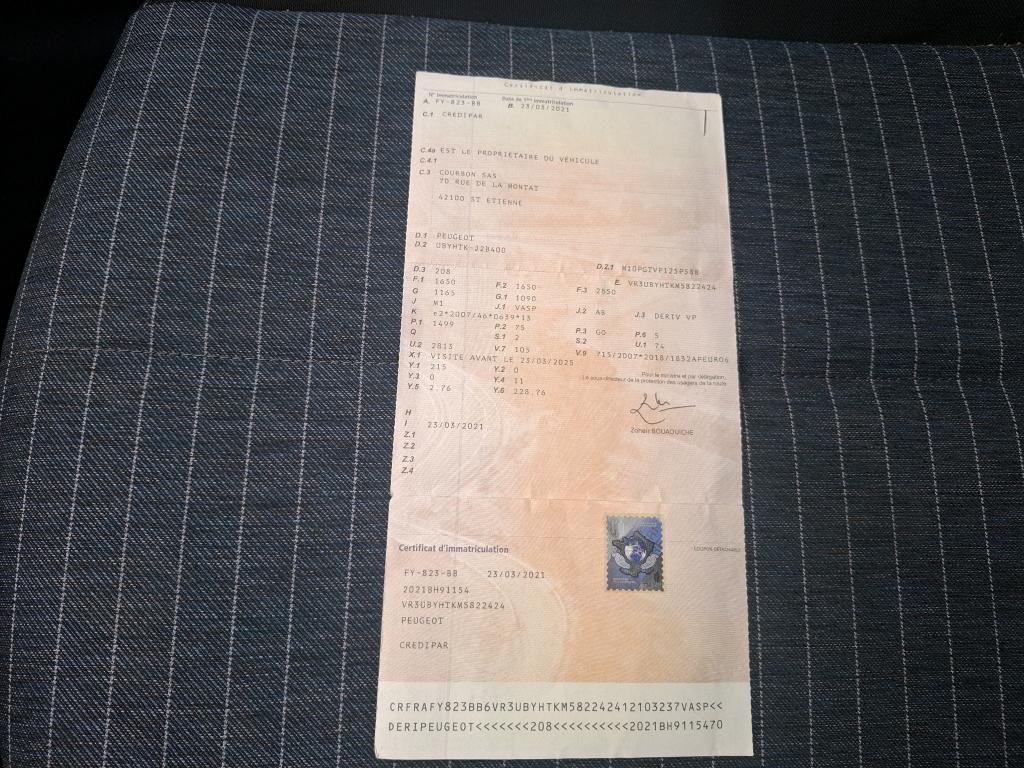 Certificat d'immatriculation
N° Immatriculation Date de 1ère immatriculation
A. FY-823-BB B. 23/03/2021
C.1 CREDIPAR
C.4a EST LE PROPRIÉTAIRE DU VÉHICULE
C.4.1
C.3 COURBON SAS
70 RUE DE LA MONTAT
42100 ST ETIENNE
D.1 PEUGEOT
D.2 UBYHTK-J2B400
D.2.1 M10PGTVP125P588
D.3 208 E. VR3UBYHTKM5822424
F.1 1650 F.2 1650 F.3 2850
G 1165 G.1 1090
J M1 J.1 VASP J.2 AB J.3 DERIV VP
K e2*2007/46*0639*13
P.1 1499 P.2 75 P.3 GO P.6 5
Q S.1 2 S.2 U.1 74
U.2 2813 V.7 105 V.9 715/2007*2018/1832APEURO6
X.1 VISITE AVANT LE 23/03/2025
Y.1 215 Y.2 0
Y.3 0 Y.4 11
Y.5 2.76 Y.6 228.76
Pour le ministre et par délégation,
Le sous-directeur de la protection des usagers de la route
Zoheir BOUAOUICHE
H
I 23/03/2021
Z.1
Z.2
Z.3
Z.4
Certificat d'immatriculation COUPON DÉTACHABLE
FY-823-BB 23/03/2021
2021BH91154
VR3UBYHTKM5822424
PEUGEOT
CREDIPAR
CRFRAFY823BB6VR3UBYHTKM582242412103237VASP<<
DERIPEUGEOT<<<<<<<208<<<<<<<<<<2021BH9115470